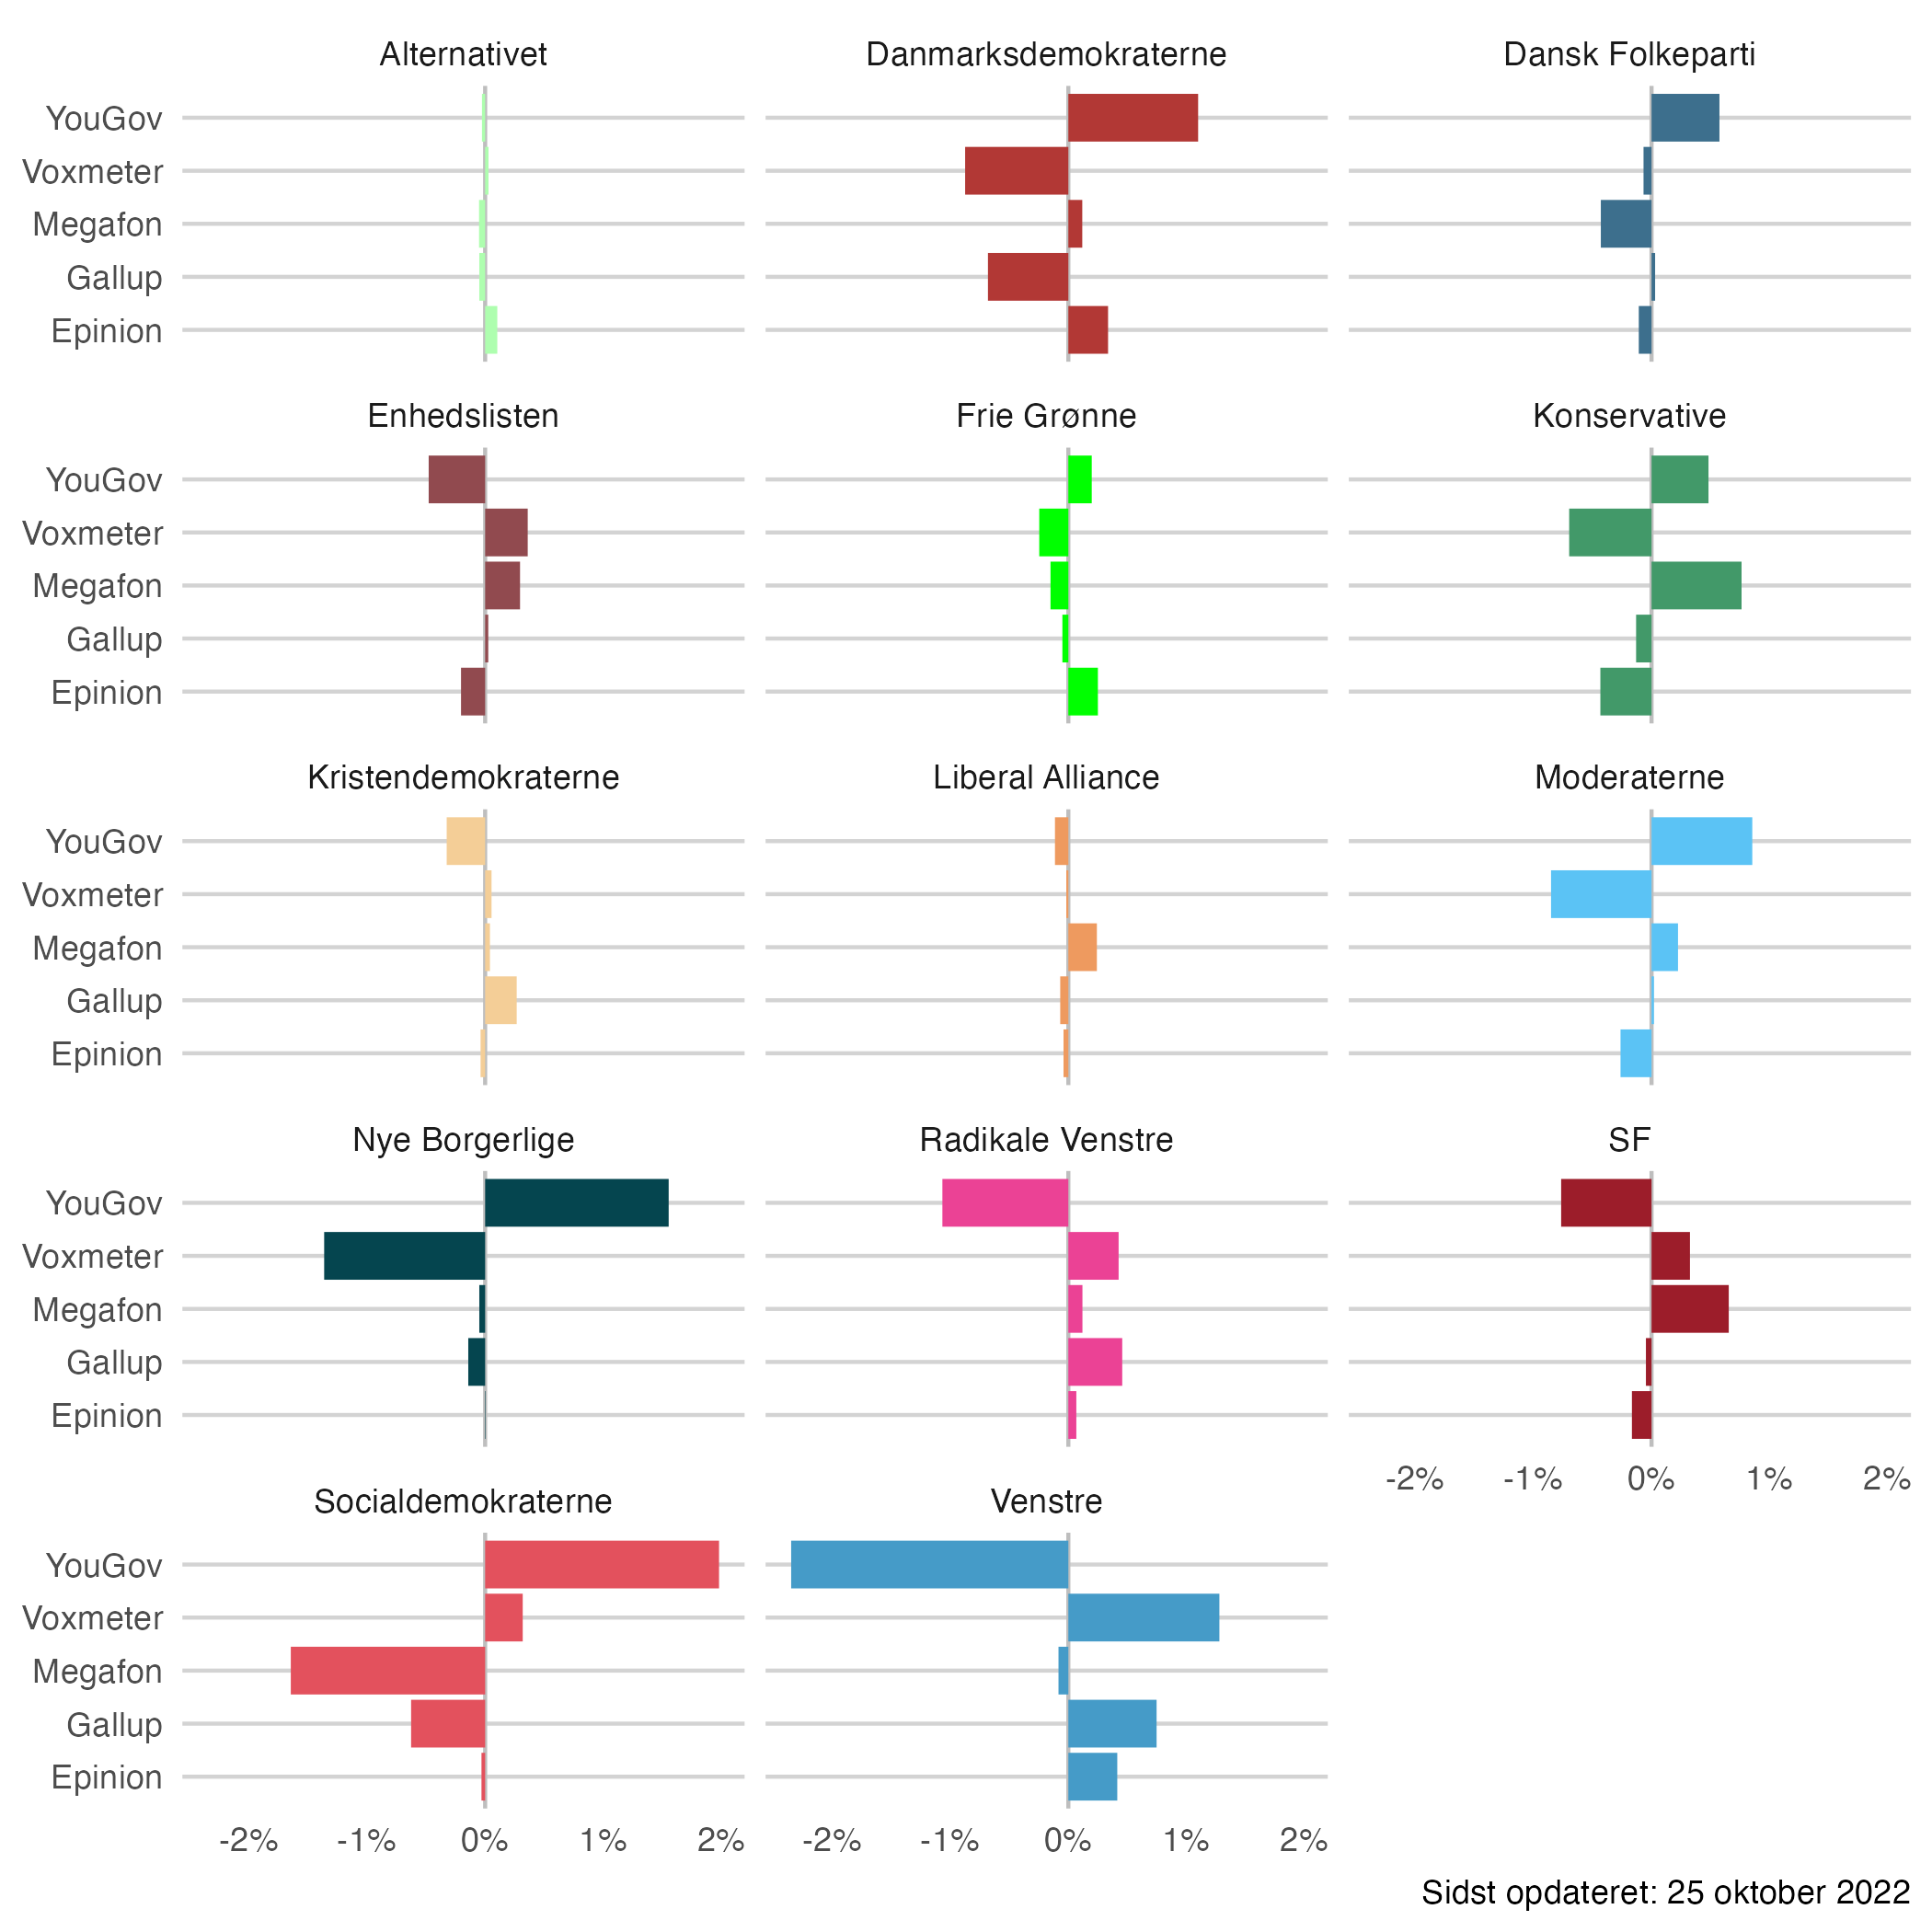 Alternativet Danmarksdemokraterne Dansk Folkeparti
YouGov
Voxmeter
Megafon
Gallup
Epinion
Enhedslisten Frie Grønne Konservative
YouGov
Voxmeter
Megafon
Gallup
Epinion
Kristendemokraterne Liberal Alliance Moderaterne
YouGov
Voxmeter
Megafon
Gallup
Epinion
Nye Borgerlige Radikale Venstre SF
YouGov
Voxmeter
Megafon
Gallup
Epinion
-2% -1% 0% 1% 2%
Socialdemokraterne Venstre
YouGov
Voxmeter
Megafon
Gallup
Epinion
-2% -1% 0% 1% 2% -2% -1% 0% 1% 2%
Sidst opdateret: 25 oktober 2022